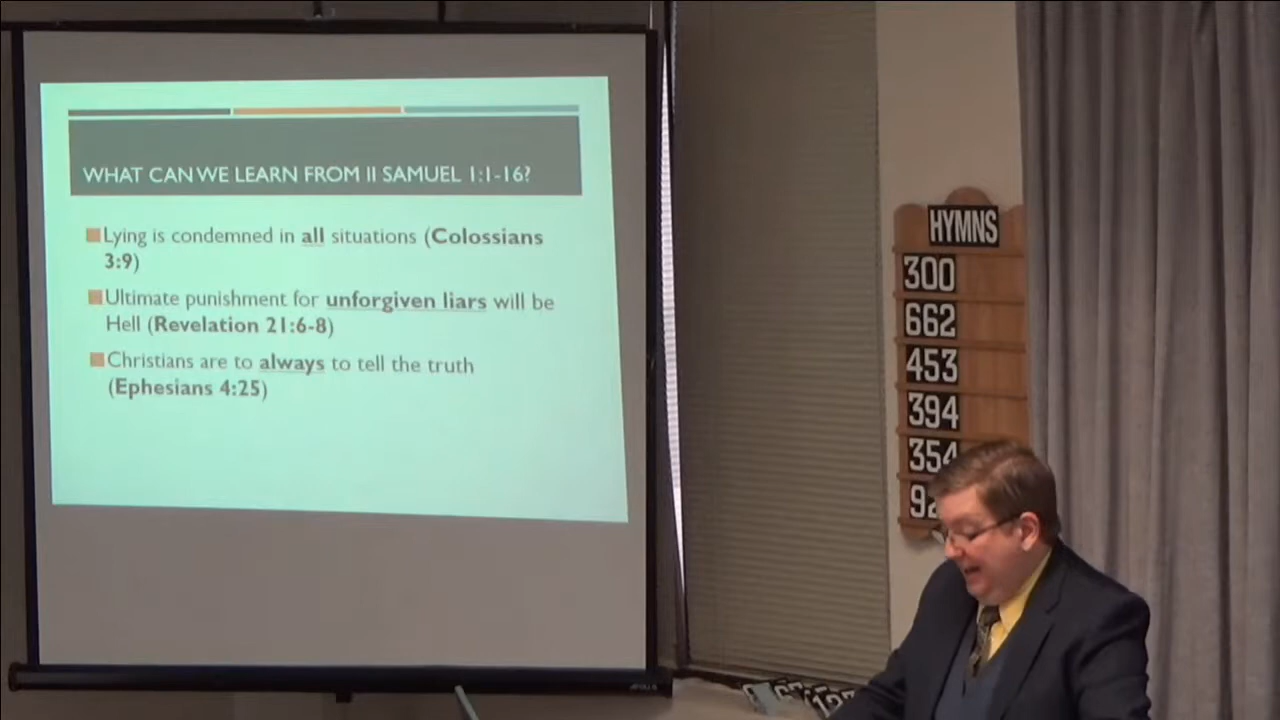 WHAT CAN WE LEARN FROM II SAMUEL 1:1-16?
Lying is condemned in all situations (Colossians
3:9)
Ultimate punishment for unforgiven liars will be
Hell (Revelation 21:6-8)
Christians are to always to tell the truth
(Ephesians 4:25)
HYMNS
300
662
453
394
354